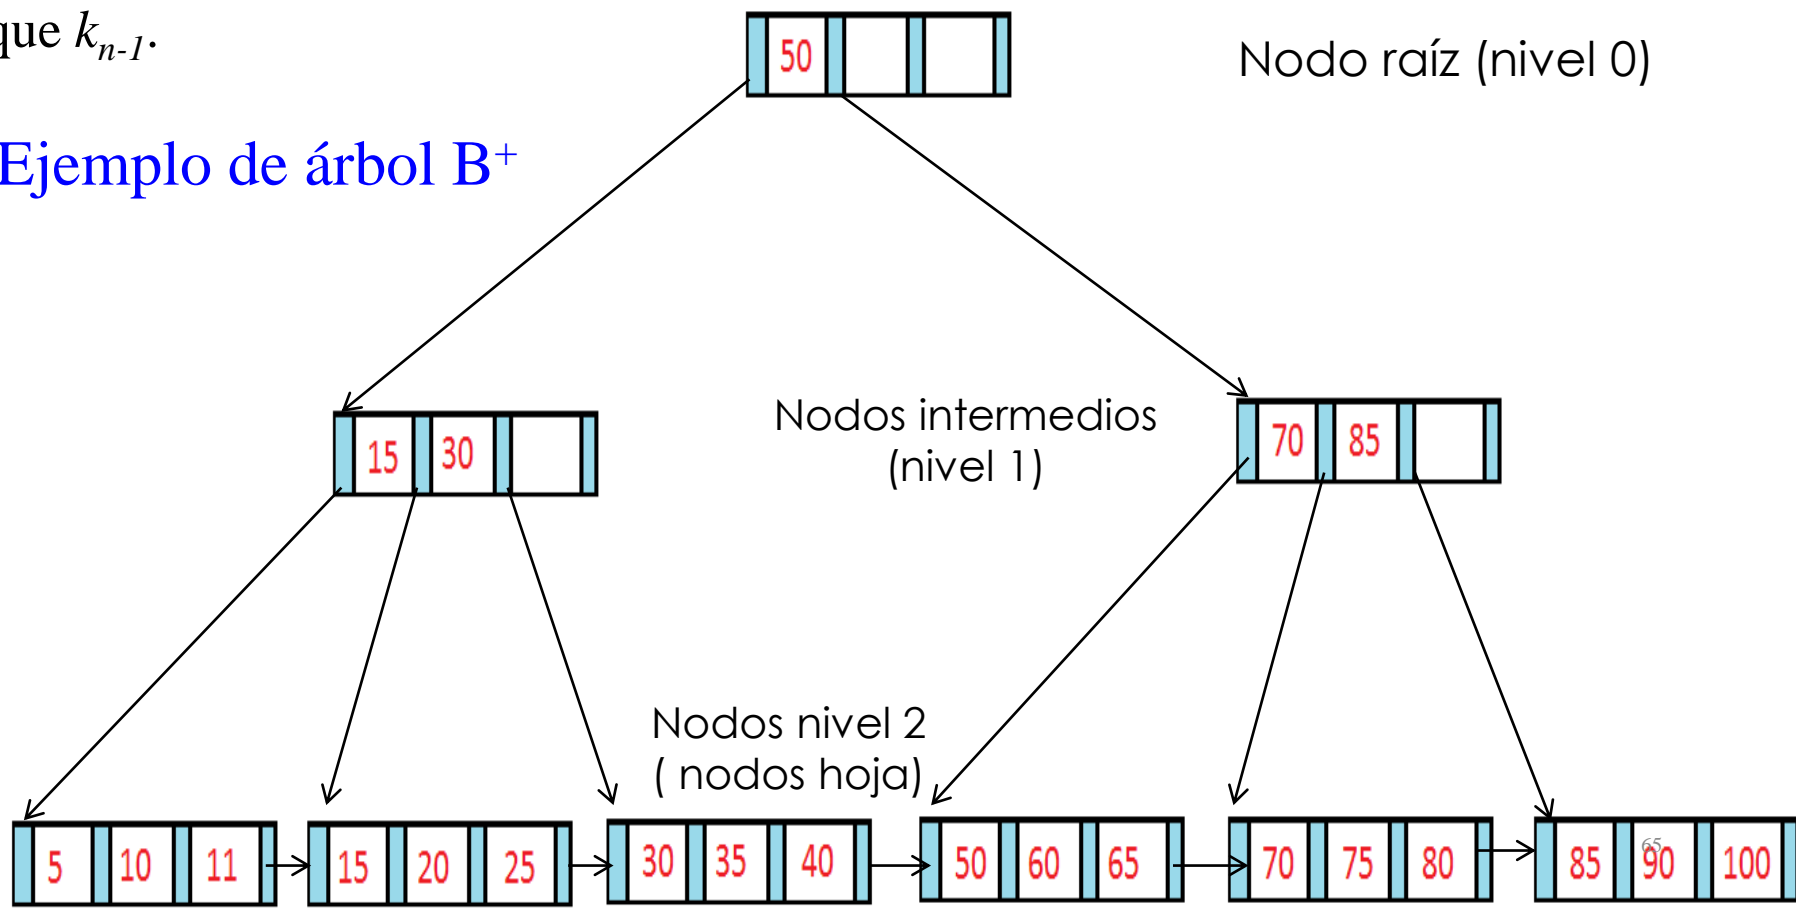 que kn-1.
50
Nodo raíz (nivel 0)
Ejemplo de árbol B+
15 30
Nodos intermedios
(nivel 1)
70 85
Nodos nivel 2
( nodos hoja)
5 10 11
15 20 25
30 35 40
50 60 65
70 75 80
85 90 100
65